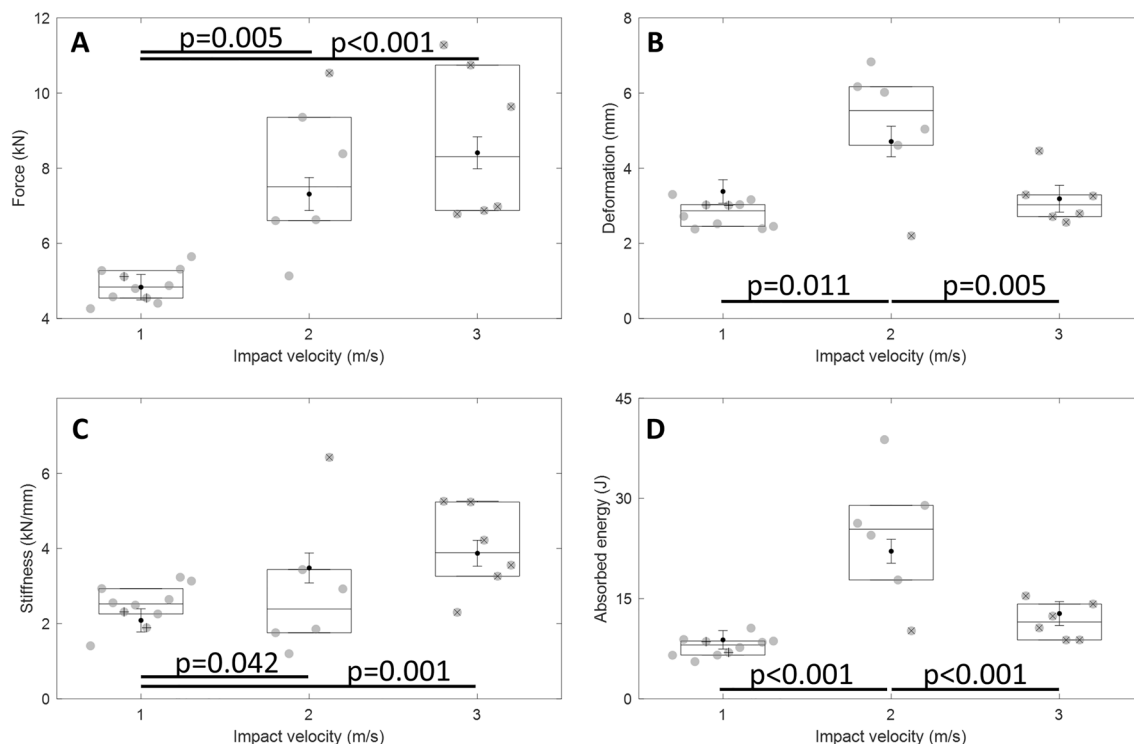 A
p=0.005
p<0.001
Force (kN)
12
10
8
6
4
1 2 3
Impact velocity (m/s)
B
Deformation (mm)
8
6
4
2
0
p=0.011
p=0.005
1 2 3
Impact velocity (m/s)
C
Stiffness (kN/mm)
6
4
2
0
p=0.042
p=0.001
1 2 3
Impact velocity (m/s)
D
Absorbed energy (J)
45
30
15
0
p<0.001
p<0.001
1 2 3
Impact velocity (m/s)